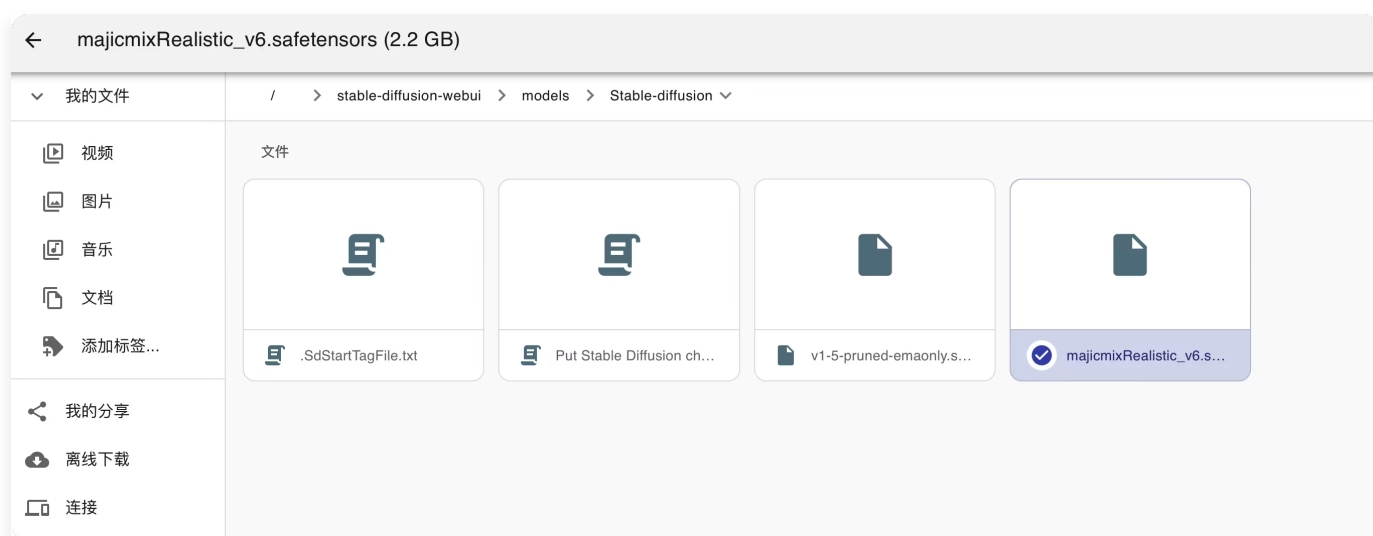 majicmixRealistic_v6.safetensors (2.2 GB)
我的文件
/ stable-diffusion-webui models Stable-diffusion
视频
图片
音乐
文档
添加标签...
我的分享
离线下载
连接
文件
.SdStartTagFile.txt
Put Stable Diffusion ch...
v1-5-pruned-emaonly.s...
majicmixRealistic_v6.s...